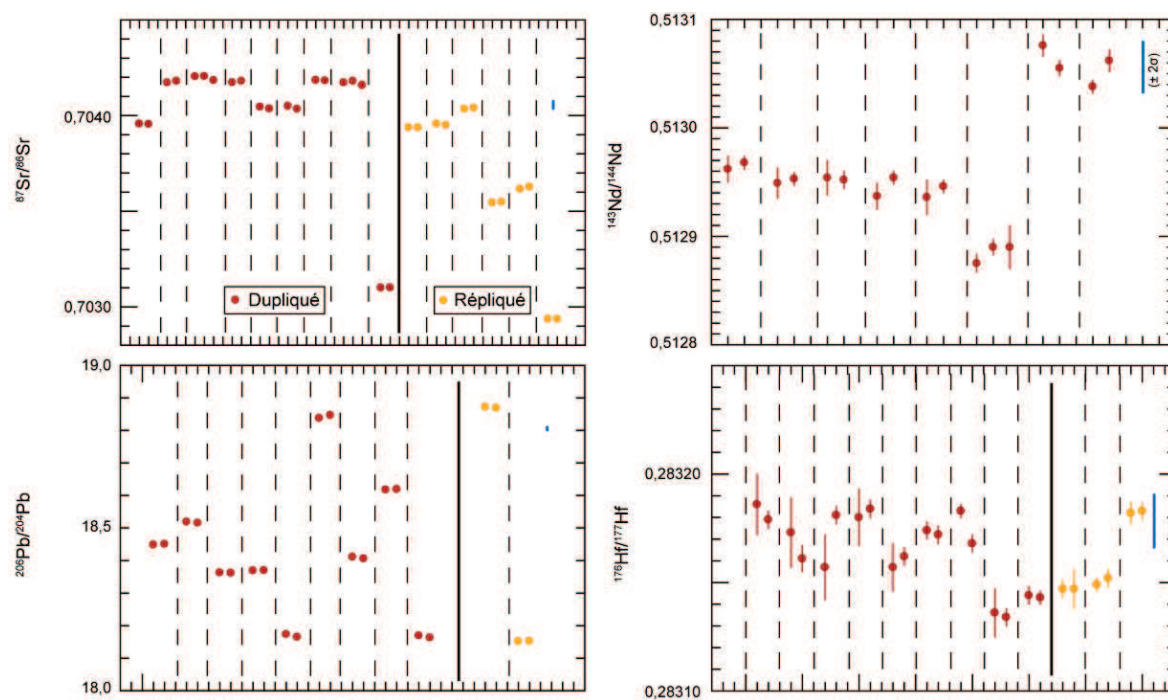 0,7040
0,7030
⁸⁷Sr/⁸⁶Sr
Dupliqué
Répliqué
0,5131
0,5130
0,5129
0,5128
¹⁴³Nd/¹⁴⁴Nd
(± 2σ)
19,0
18,5
18,0
²⁰⁶Pb/²⁰⁴Pb
0,28320
0,28310
¹⁷⁶Hf/¹⁷⁷Hf